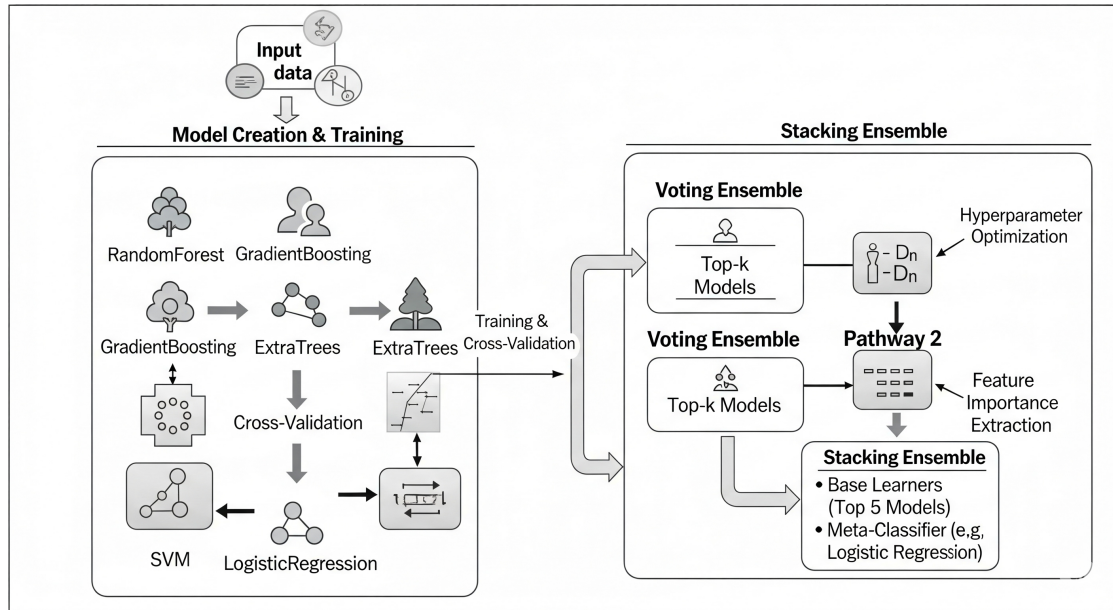 Input
data
Model Creation & Training
RandomForest
GradientBoosting
GradientBoosting
ExtraTrees
ExtraTrees
Cross-Validation
SVM
LogisticRegression
Training &
Cross-Validation
Stacking Ensemble
Voting Ensemble
Top-k
Models
- Dn
- Dn
Hyperparameter
Optimization
Voting Ensemble
Top-k Models
Pathway 2
Feature
Importance
Extraction
Stacking Ensemble
• Base Learners
(Top 5 Models)
• Meta-Classifier (e,g,
Logistic Regression)